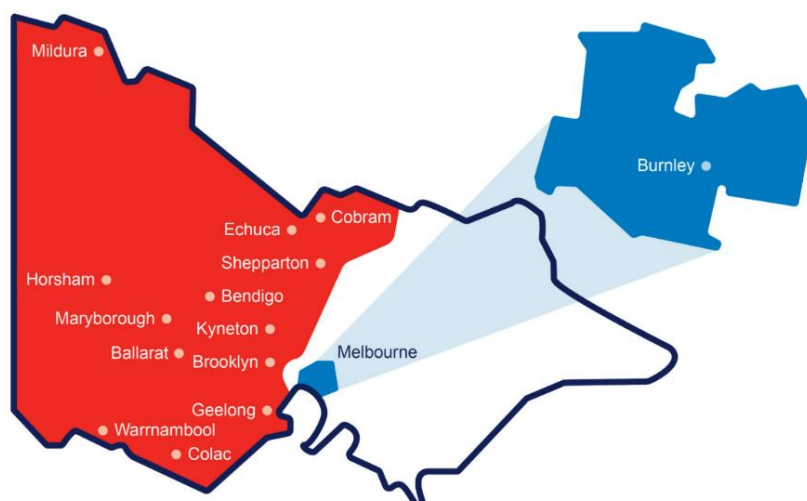 Mildura
Burnley
Cobram
Echuca
Shepparton
Horsham
Bendigo
Maryborough
Kyneton
Melbourne
Ballarat
Brooklyn
Geelong
Warrnambool
Colac